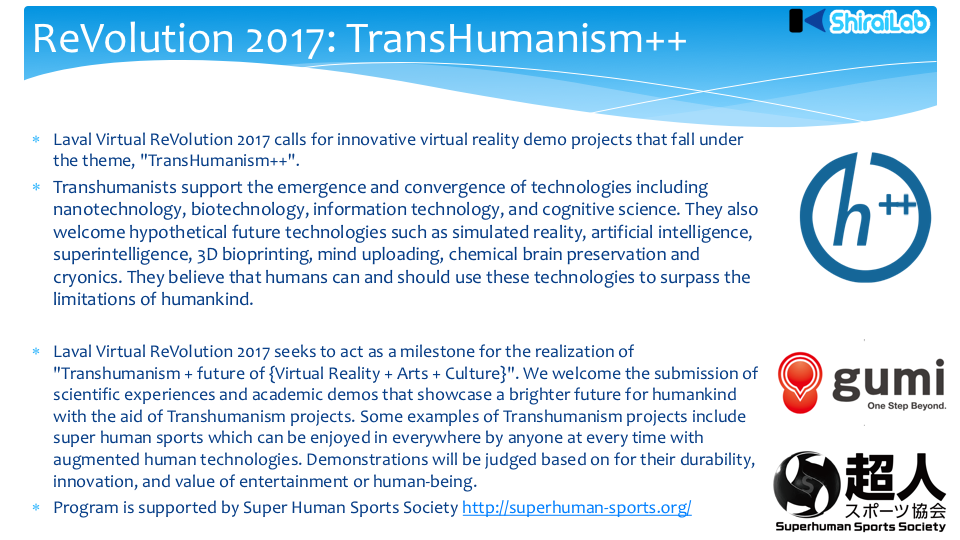 ReVolution 2017: TransHumanism++
ShiraiLab
Laval Virtual ReVolution 2017 calls for innovative virtual reality demo projects that fall under
the theme, "TransHumanism++".
Transhumanists support the emergence and convergence of technologies including
nanotechnology, biotechnology, information technology, and cognitive science. They also
welcome hypothetical future technologies such as simulated reality, artificial intelligence,
superintelligence, 3D bioprinting, mind uploading, chemical brain preservation and
cryonics. They believe that humans can and should use these technologies to surpass the
limitations of humankind.
h++
Laval Virtual ReVolution 2017 seeks to act as a milestone for the realization of
"Transhumanism + future of {Virtual Reality + Arts + Culture}". We welcome the submission of
scientific experiences and academic demos that showcase a brighter future for humankind
with the aid of Transhumanism projects. Some examples of Transhumanism projects include
super human sports which can be enjoyed in everywhere by anyone at every time with
augmented human technologies. Demonstrations will be judged based on for their durability,
innovation, and value of entertainment or human-being.
Program is supported by Super Human Sports Society http://superhuman-sports.org/
gumi
One Step Beyond.
超人
スポーツ協会
Superhuman Sports Society